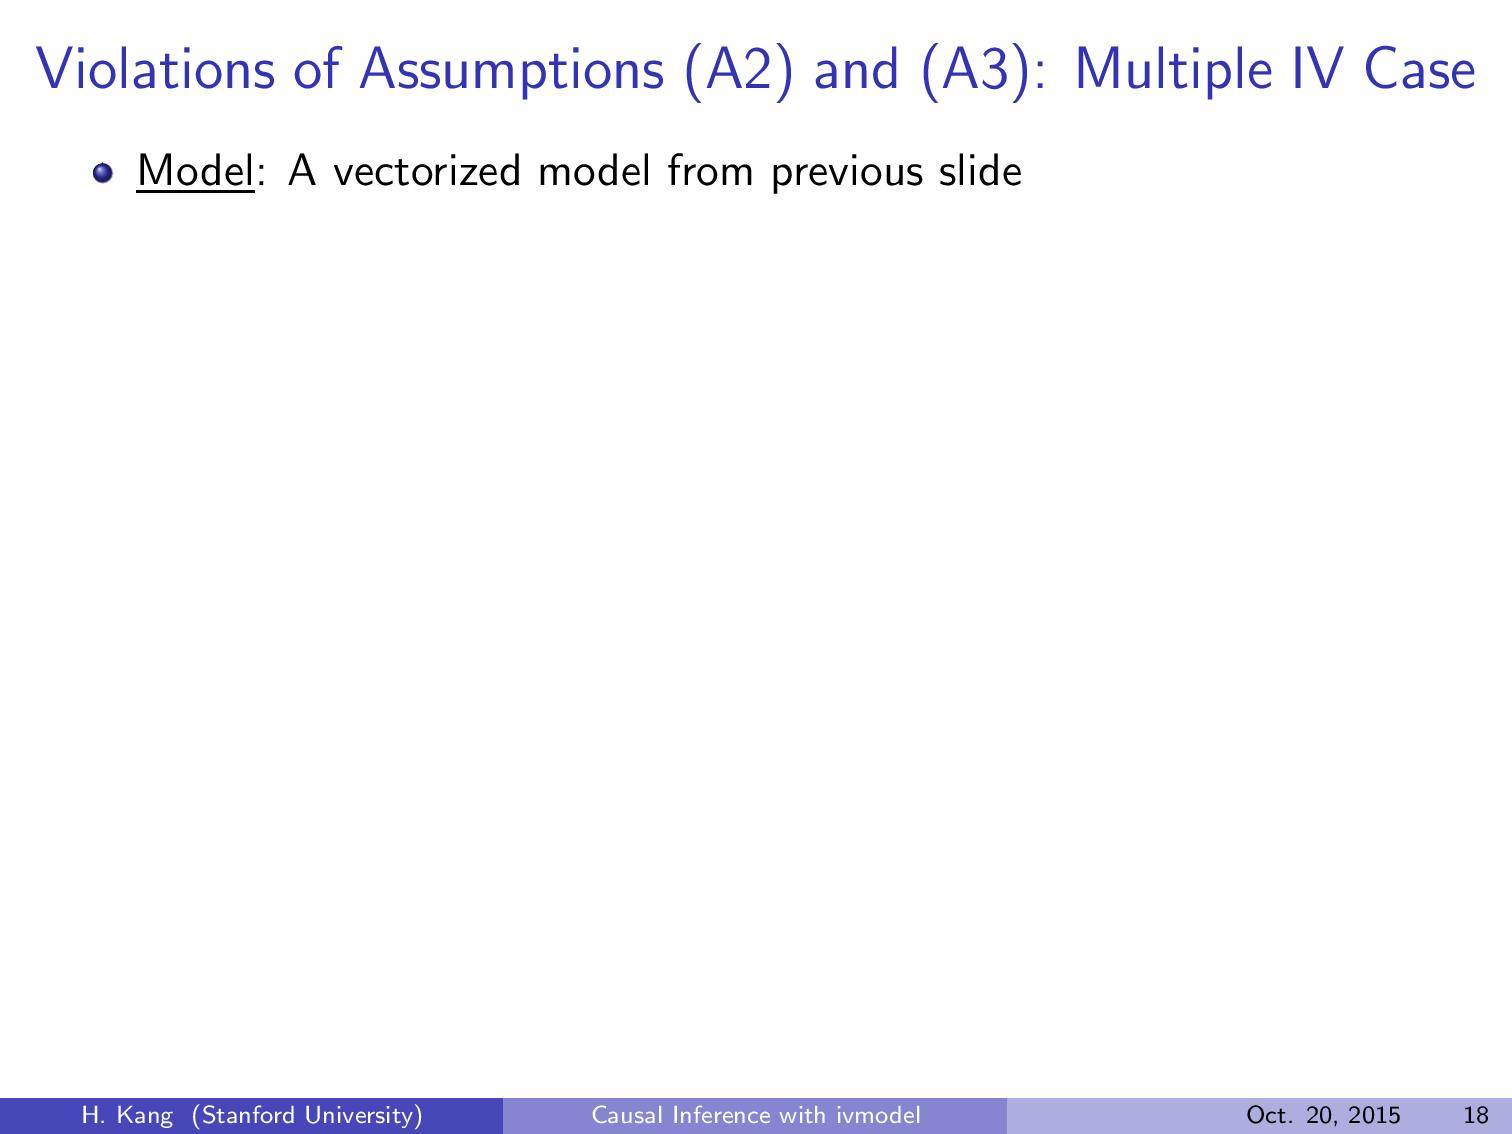 Violations of Assumptions (A2) and (A3): Multiple IV Case
Model: A vectorized model from previous slide
H. Kang (Stanford University) Causal Inference with ivmodel Oct. 20, 2015 18